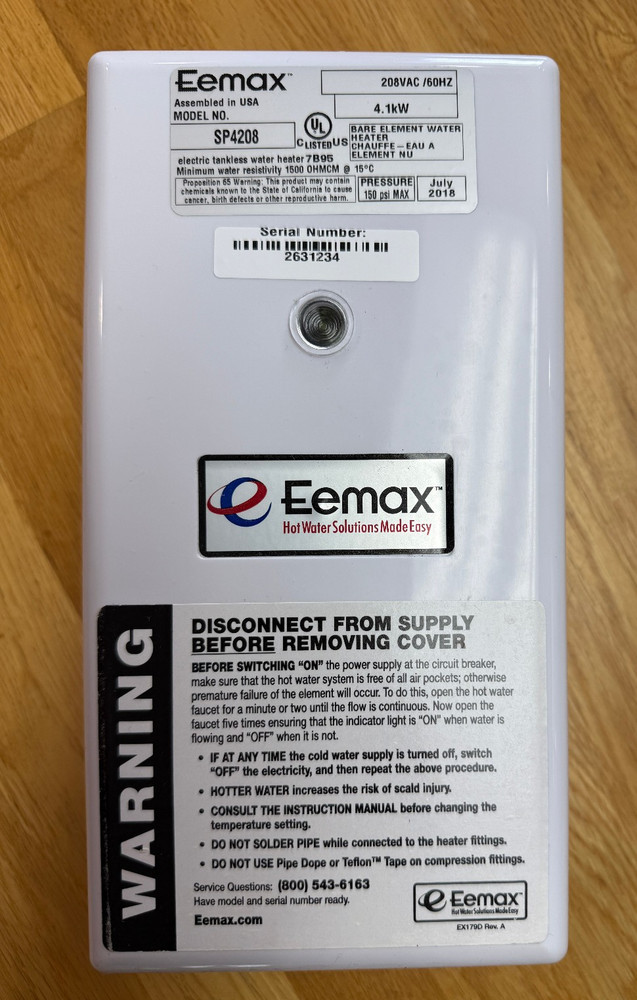 Eemax™
208VAC /60HZ
Assembled in USA
4.1kW
MODEL NO.
SP4208
UL
C LISTED US
BARE ELEMENT WATER
HEATER
CHAUFFE-EAU A
ELEMENT NU
electric tankless water heater 7B95
Minimum water resistivity 1500 OHMCM @ 15°C
Proposition 65 Warning: This product may contain
chemicals known to the State of California to cause
cancer, birth defects or other reproductive harm.
PRESSURE
150 psi MAX
July
2018
Serial Number:
2631234
e Eemax™
Hot Water Solutions Made Easy
WARNING
DISCONNECT FROM SUPPLY
BEFORE REMOVING COVER
BEFORE SWITCHING “ON” the power supply at the circuit breaker,
make sure that the hot water system is free of all air pockets; otherwise
premature failure of the element will occur. To do this, open the hot water
faucet for a minute or two until the flow is continuous. Now open the
faucet five times ensuring that the indicator light is “ON” when water is
flowing and “OFF” when it is not.
• IF AT ANY TIME the cold water supply is turned off, switch
“OFF” the electricity, and then repeat the above procedure.
• HOTTER WATER increases the risk of scald injury.
• CONSULT THE INSTRUCTION MANUAL before changing the
temperature setting.
• DO NOT SOLDER PIPE while connected to the heater fittings.
• DO NOT USE Pipe Dope or Teflon™ Tape on compression fittings.
Service Questions: (800) 543-6163
Have model and serial number ready.
Eemax.com
e Eemax™
Hot Water Solutions Made Easy
EX179D Rev. A